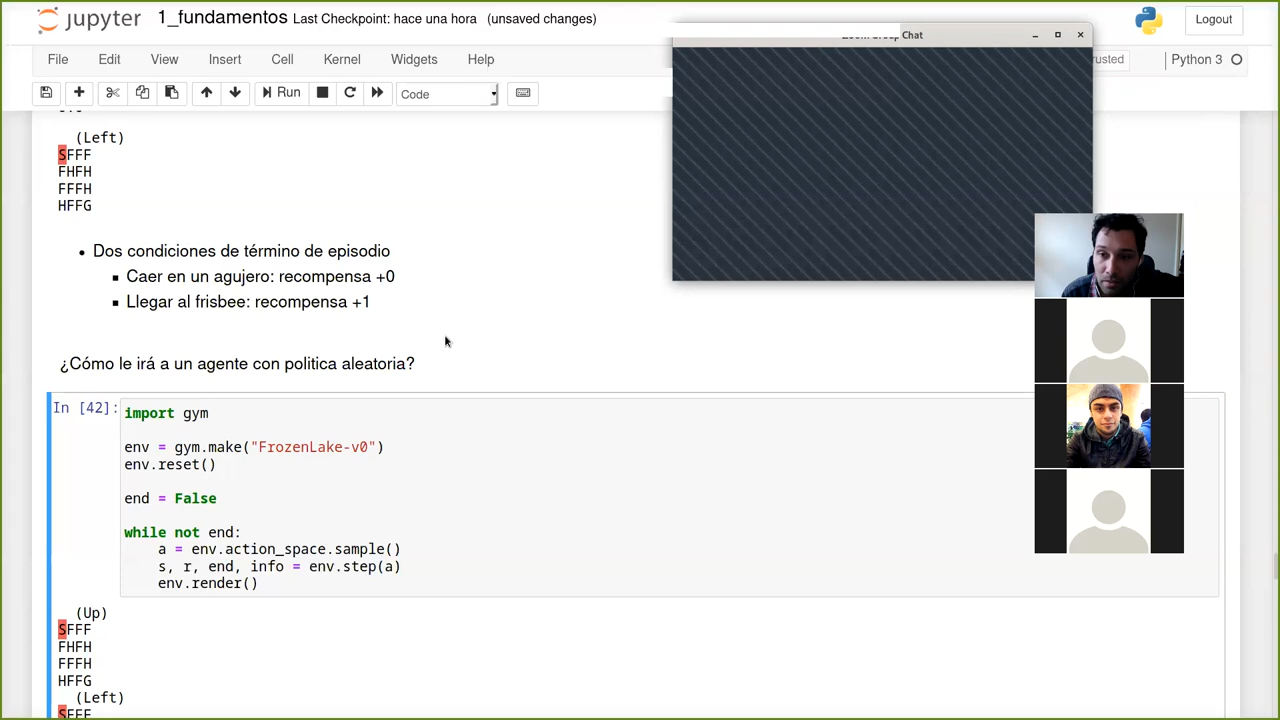 jupyter 1_fundamentos Last Checkpoint: hace una hora (unsaved changes)
Logout
File Edit View Insert Cell Kernel Widgets Help
Python 3
Run
Code
Chat
(Left)
SFFF
FHFH
FFFH
HFFG
• Dos condiciones de término de episodio
▪ Caer en un agujero: recompensa +0
▪ Llegar al frisbee: recompensa +1
¿Cómo le irá a un agente con politica aleatoria?
In [42]:
import gym
env = gym.make("FrozenLake-v0")
env.reset()
end = False
while not end:
a = env.action_space.sample()
s, r, end, info = env.step(a)
env.render()
(Up)
SFFF
FHFH
FFFH
HFFG
(Left)
SFFF